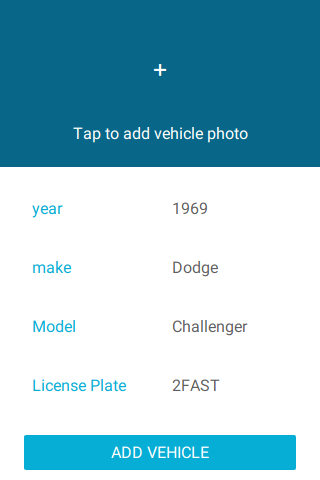 +
Tap to add vehicle photo
year 1969
make Dodge
Model Challenger
License Plate 2FAST
ADD VEHICLE